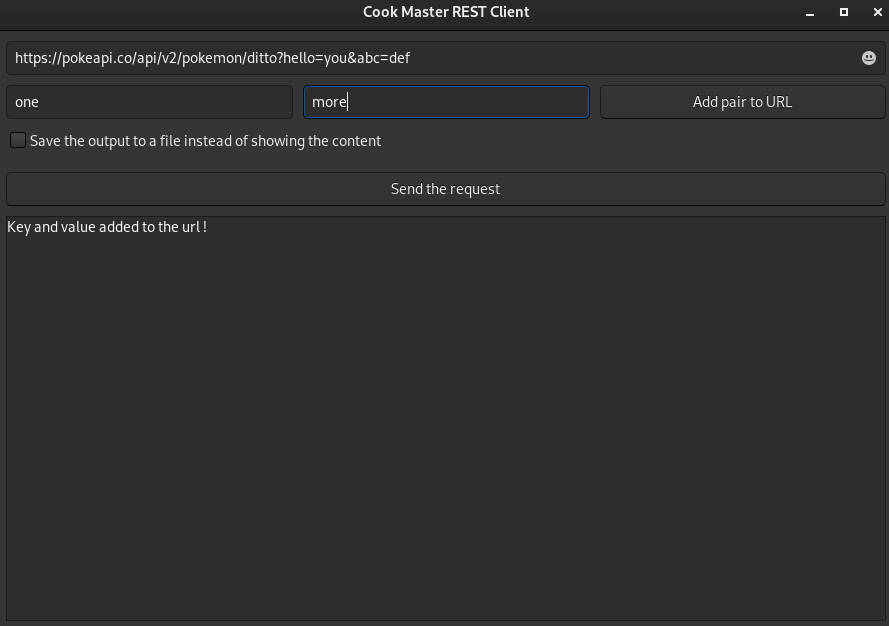 Cook Master REST Client
https://pokeapi.co/api/v2/pokemon/ditto?hello=you&abc=def
one more Add pair to URL
Save the output to a file instead of showing the content
Send the request
Key and value added to the url !